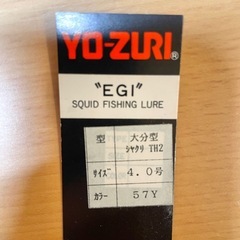 YO-ZURI®
"EGI"
SQUID FISHING LURE
型 大分型
ｼｬｸﾘ TH2
ｻｲｽﾞ 4.0号
ｶﾗｰ 57Y